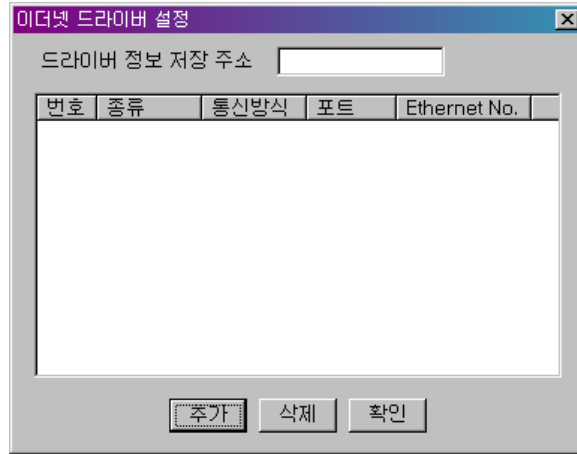 이더넷 드라이버 설정
드라이버 정보 저장 주소
번호 종류 통신방식 포트 Ethernet No.
추가 삭제 확인